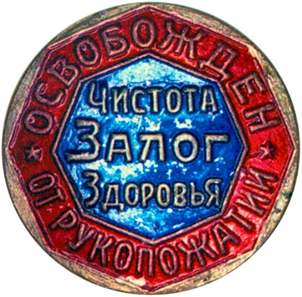 ОСВОБОЖДЕН
ЧИСТОТА
ЗАЛОГ
ЗДОРОВЬЯ
ОТ РУКОПОЖАТИЙ